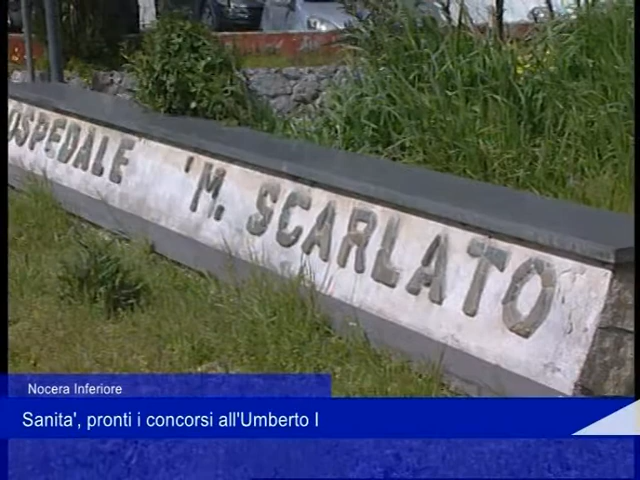 OSPEDALE "M. SCARLATO
Nocera Inferiore
Sanita', pronti i concorsi all'Umberto I